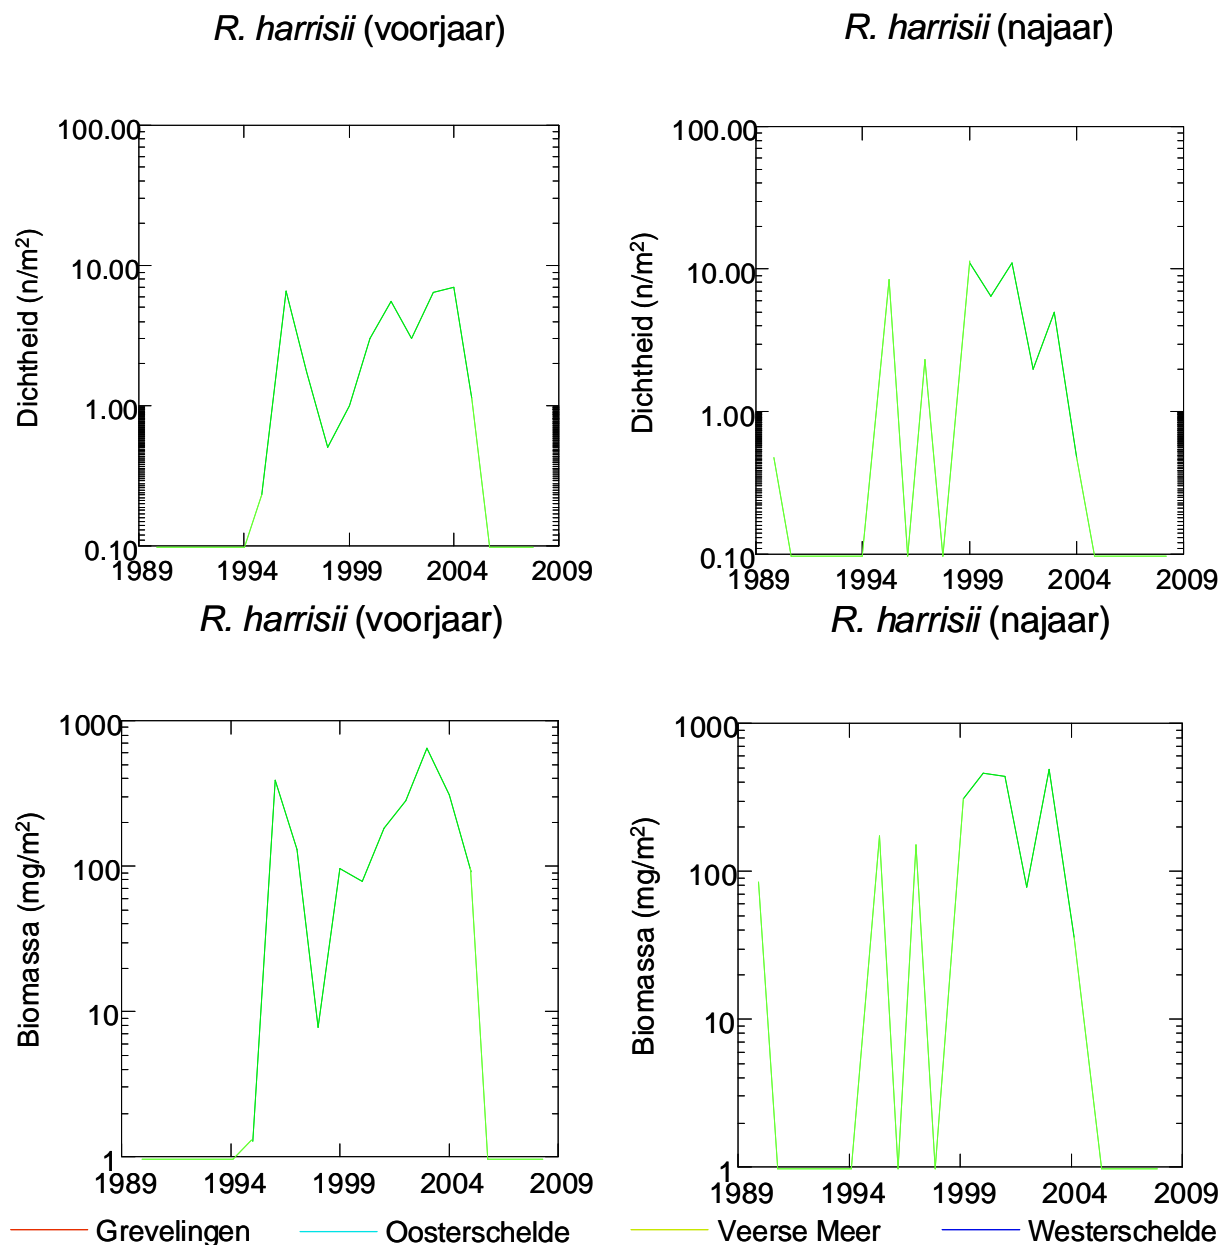 R. harrisii (voorjaar)
R. harrisii (najaar)
Dichtheid (n/m²)
100.00
10.00
1.00
0.10
1989 1994 1999 2004 2009
Dichtheid (n/m²)
100.00
10.00
1.00
0.10
1989 1994 1999 2004 2009
R. harrisii (voorjaar)
R. harrisii (najaar)
Biomassa (mg/m²)
1000
100
10
1
1989 1994 1999 2004 2009
Biomassa (mg/m²)
1000
100
10
1
1989 1994 1999 2004 2009
Grevelingen Oosterschelde Veerse Meer Westerschelde